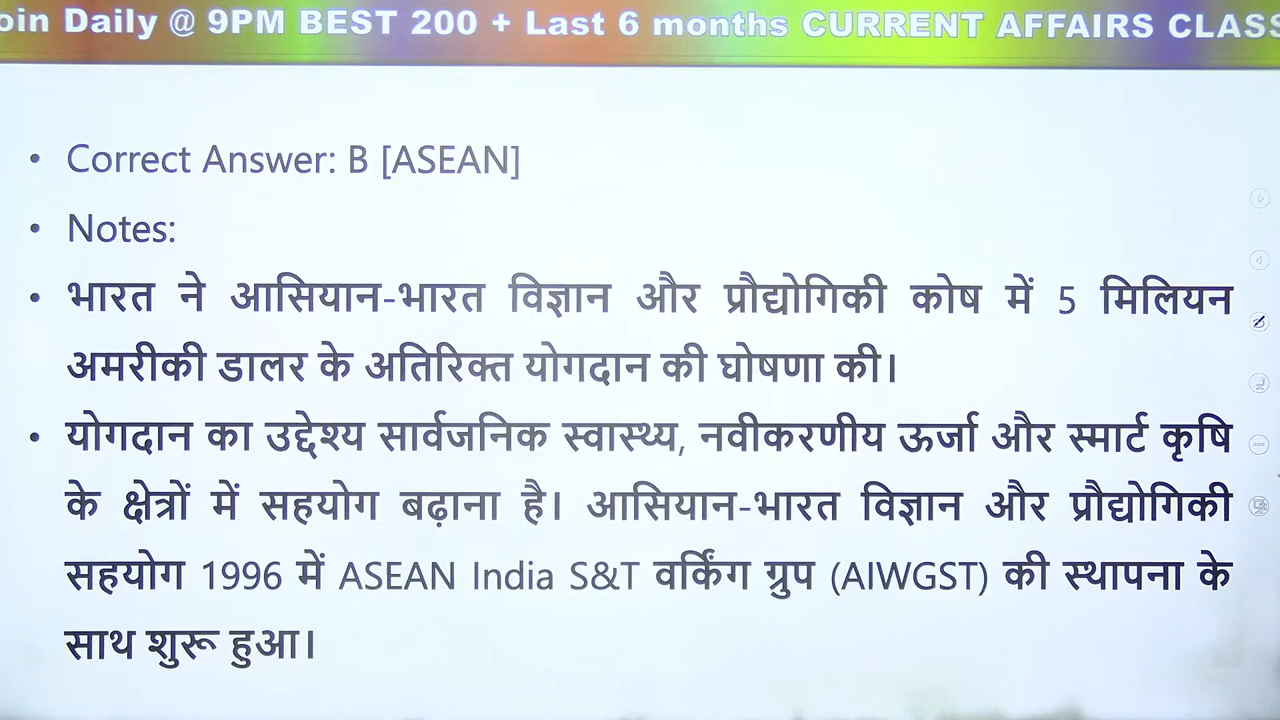 oin Daily @ 9PM BEST 200 + Last 6 months CURRENT AFFAIRS CLASS
• Correct Answer: B [ASEAN]
• Notes:
• भारत ने आसियान-भारत विज्ञान और प्रौद्योगिकी कोष में 5 मिलियन
अमरीकी डालर के अतिरिक्त योगदान की घोषणा की।
• योगदान का उद्देश्य सार्वजनिक स्वास्थ्य, नवीकरणीय ऊर्जा और स्मार्ट कृषि
के क्षेत्रों में सहयोग बढ़ाना है। आसियान-भारत विज्ञान और प्रौद्योगिकी
सहयोग 1996 में ASEAN India S&T वर्किंग ग्रुप (AIWGST) की स्थापना के
साथ शुरू हुआ।